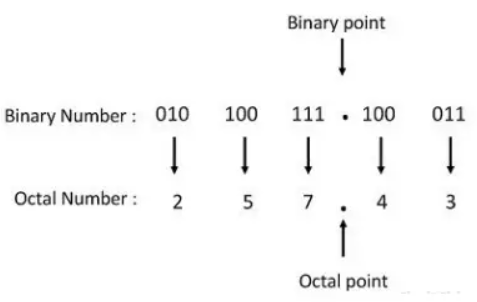 Binary point
Binary Number : 010 100 111 . 100 011
Octal Number : 2 5 7 . 4 3
Octal point